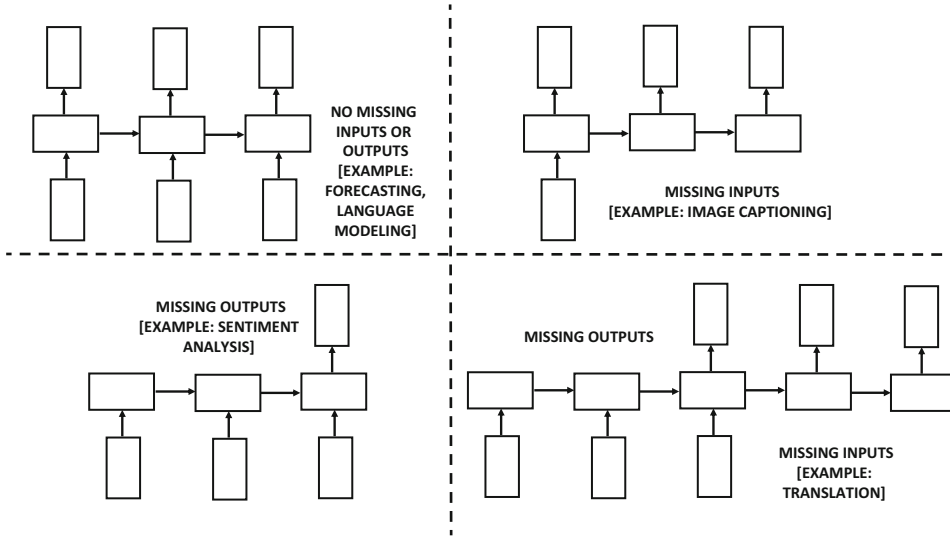 NO MISSING
INPUTS OR
OUTPUTS
[EXAMPLE:
FORECASTING,
LANGUAGE
MODELING]
MISSING INPUTS
[EXAMPLE: IMAGE CAPTIONING]
MISSING OUTPUTS
[EXAMPLE: SENTIMENT
ANALYSIS]
MISSING OUTPUTS
MISSING INPUTS
[EXAMPLE:
TRANSLATION]